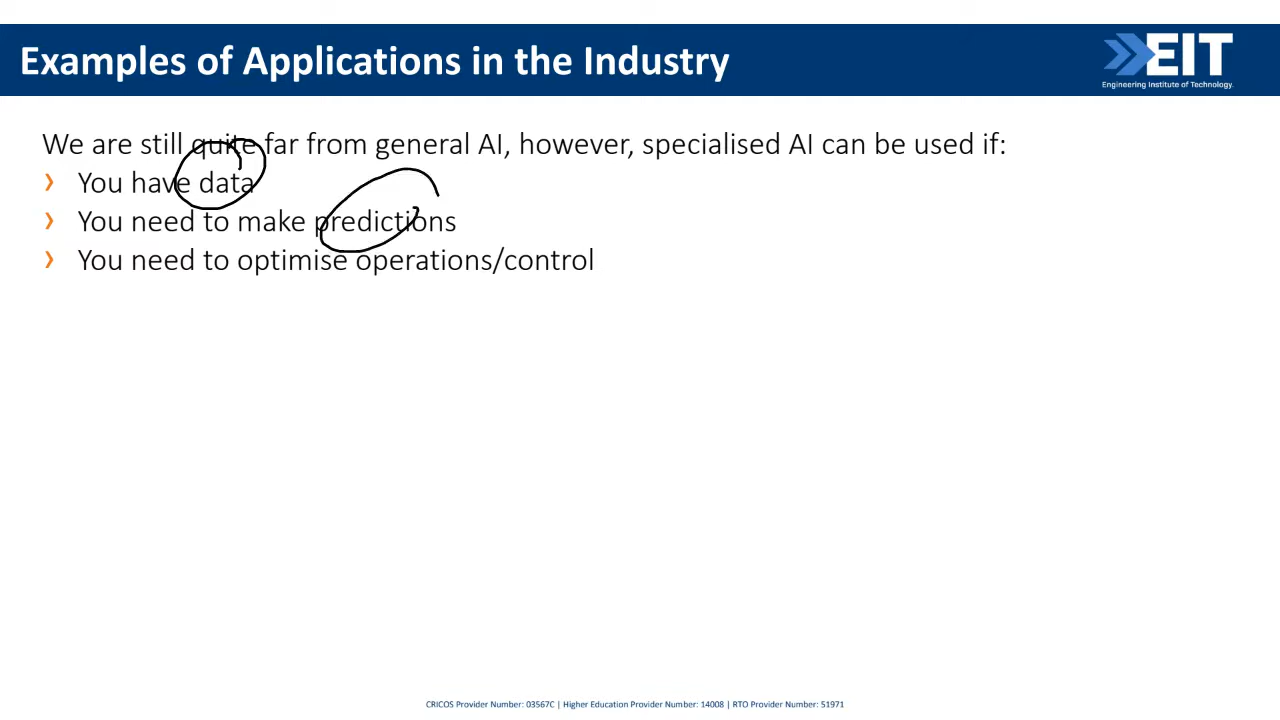 Examples of Applications in the Industry
EIT
Engineering Institute of Technology.
We are still quite far from general AI, however, specialised AI can be used if:
› You have data
› You need to make predictions
› You need to optimise operations/control
CRICOS Provider Number: 03567C | Higher Education Provider Number: 14008 | RTO Provider Number: 51971